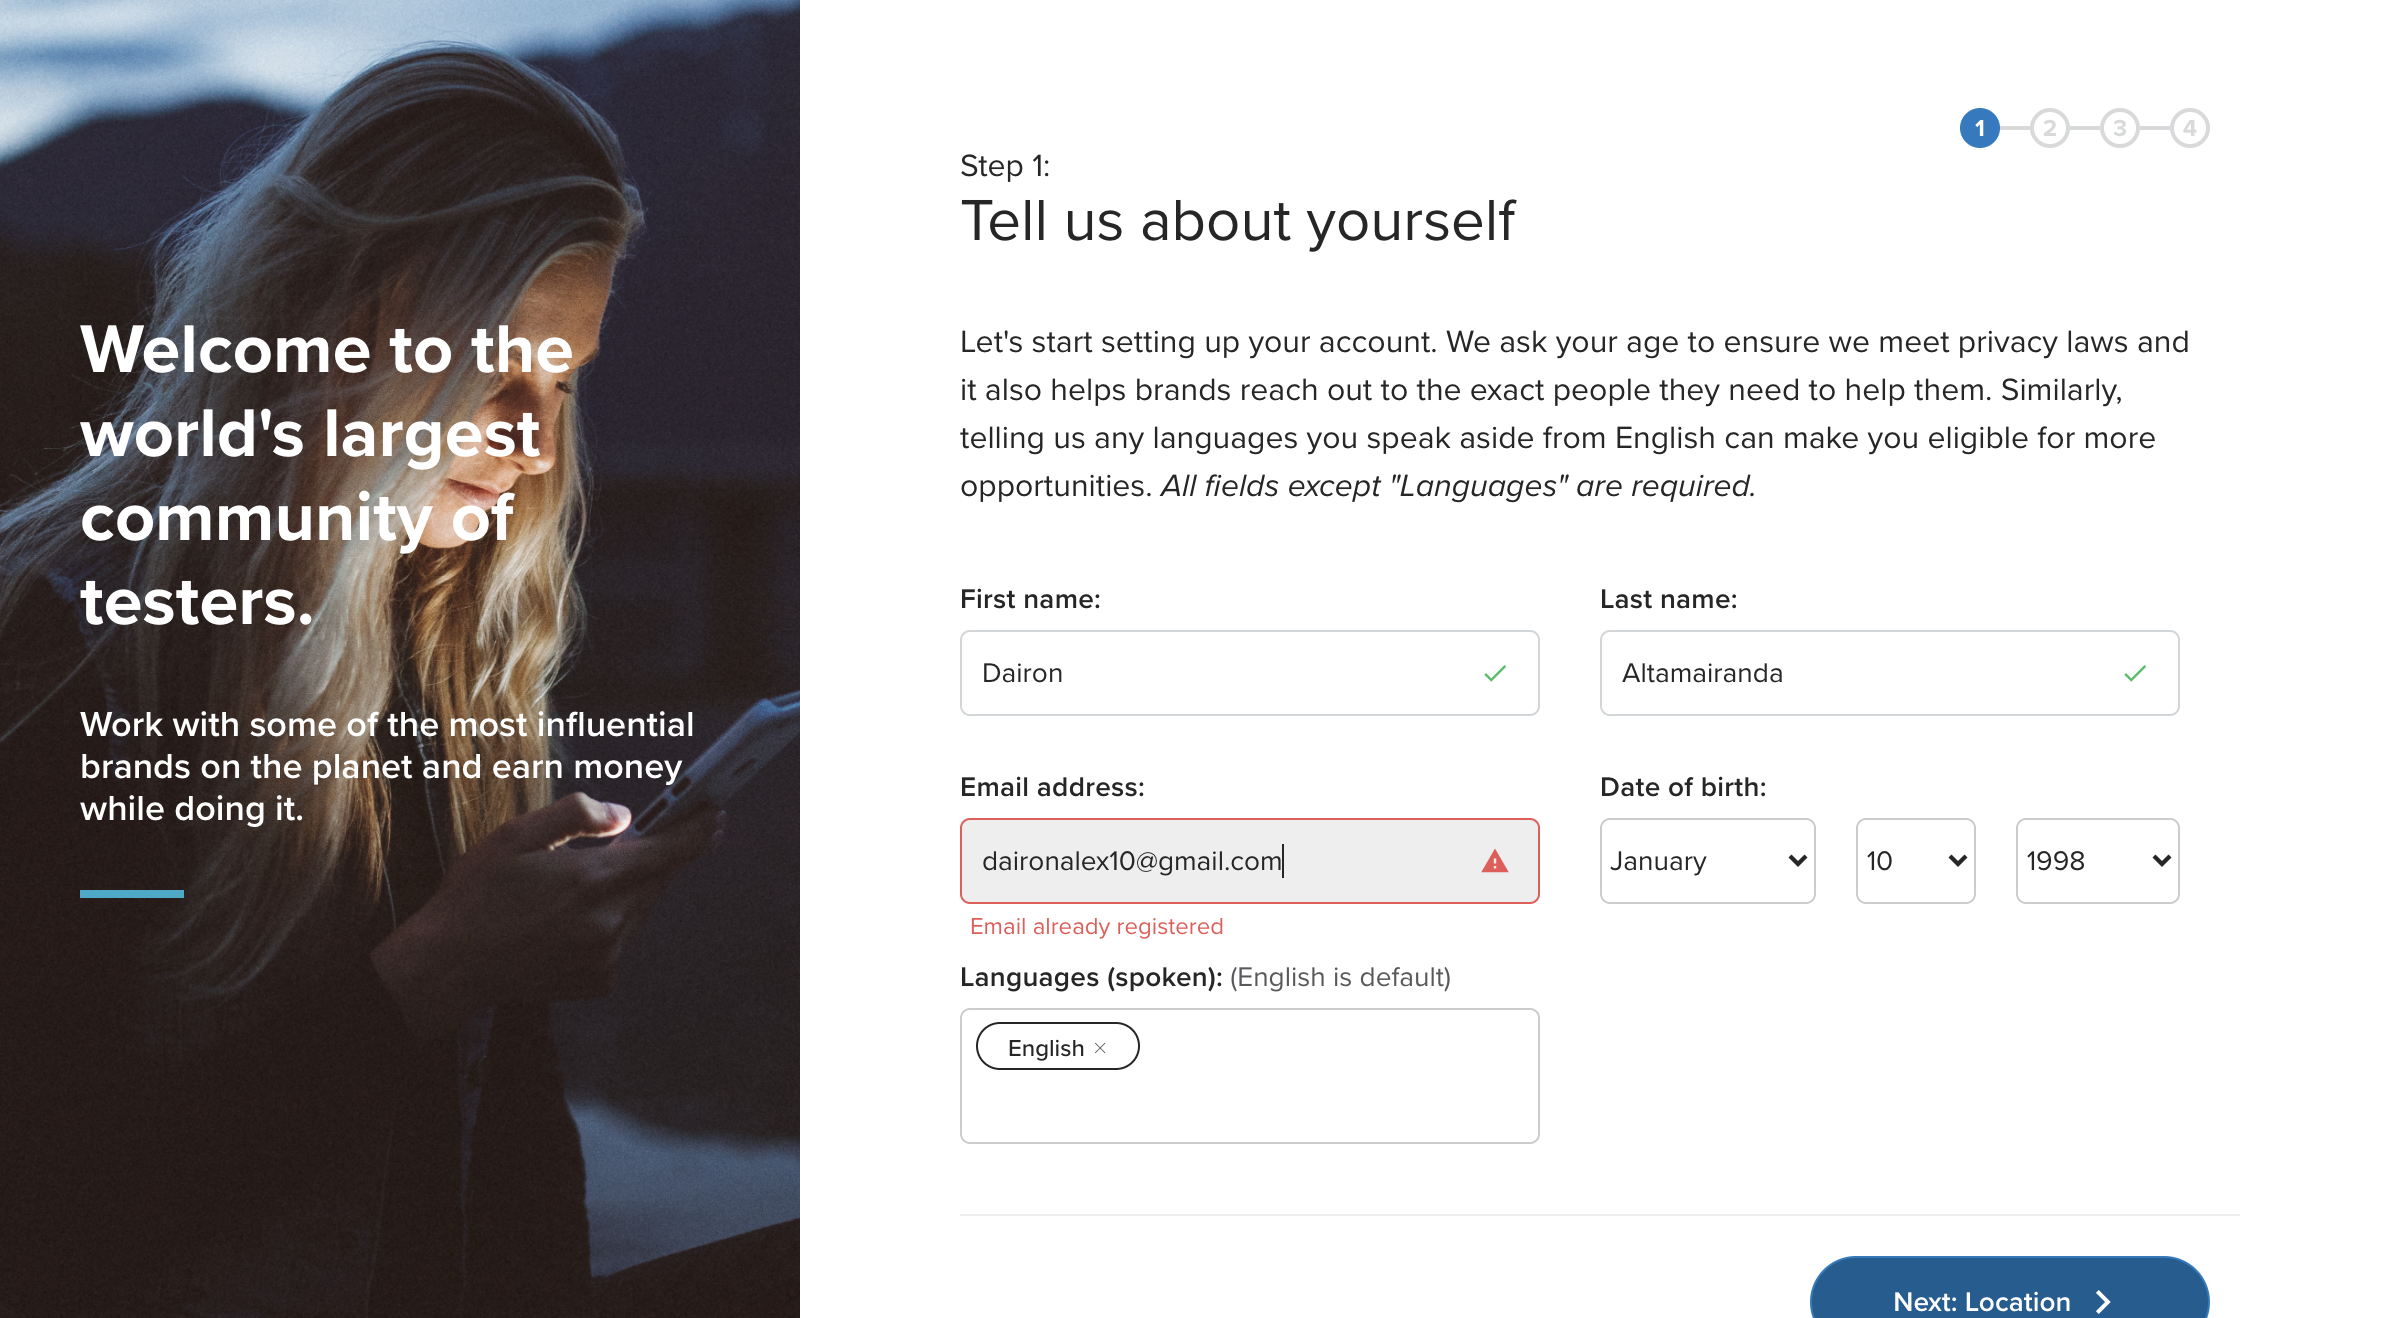 Welcome to the
world's largest
community of
testers.
Work with some of the most influential
brands on the planet and earn money
while doing it.
1 2 3 4
Step 1:
Tell us about yourself
Let's start setting up your account. We ask your age to ensure we meet privacy laws and
it also helps brands reach out to the exact people they need to help them. Similarly,
telling us any languages you speak aside from English can make you eligible for more
opportunities. All fields except "Languages" are required.
First name: Last name:
Dairon Altamairanda
Email address: Date of birth:
daironalex10@gmail.com January 10 1998
Email already registered
Languages (spoken): (English is default)
English ×
Next: Location